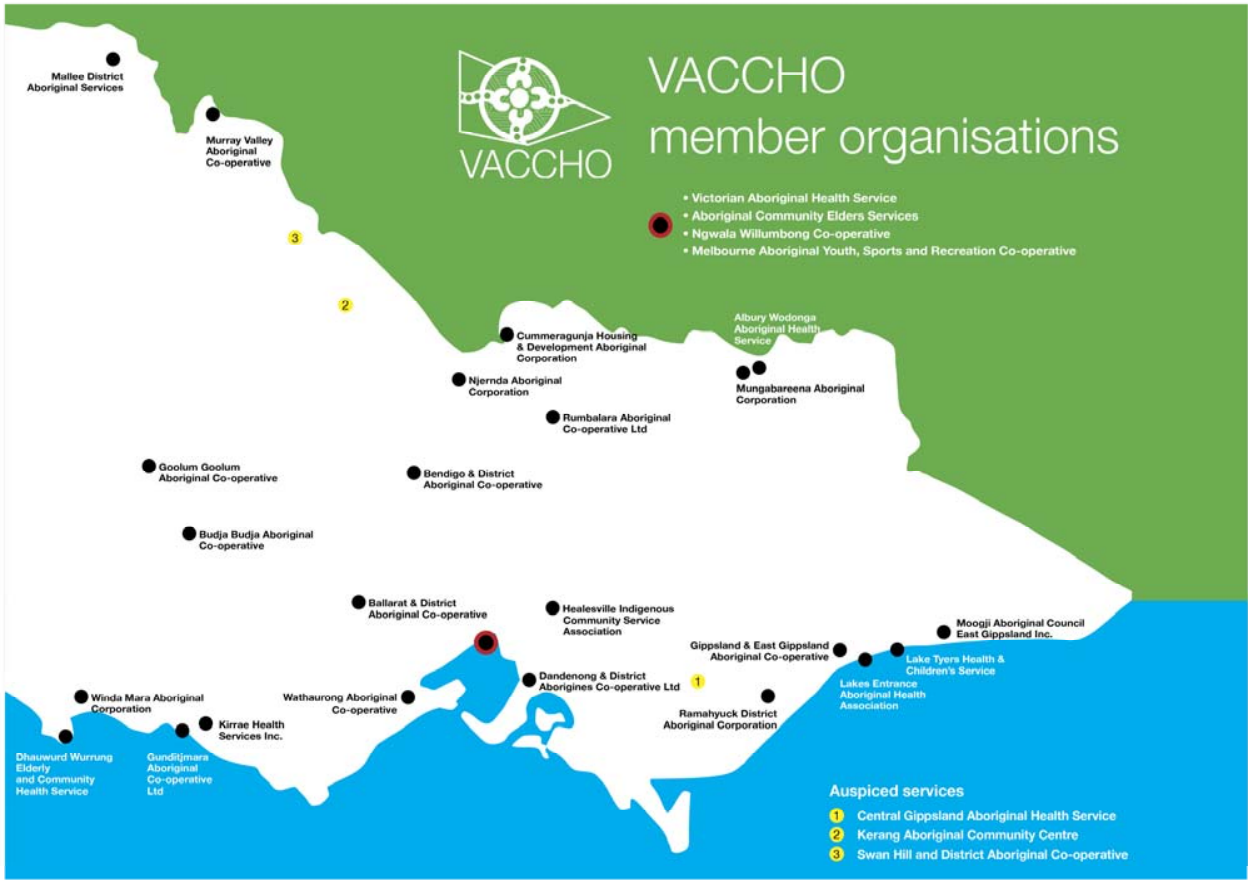 VACCHO
member organisations
VACCHO
• Victorian Aboriginal Health Service
• Aboriginal Community Elders Services
• Ngwala Willumbong Co-operative
• Melbourne Aboriginal Youth, Sports and Recreation Co-operative
Mallee District
Aboriginal Services
Murray Valley
Aboriginal
Co-operative
3
2
Cummeragunja Housing
& Development Aboriginal
Corporation
Albury Wodonga
Aboriginal Health
Service
Njernda Aboriginal
Corporation
Mungabareena Aboriginal
Corporation
Rumbalara Aboriginal
Co-operative Ltd
Goolum Goolum
Aboriginal Co-operative
Bendigo & District
Aboriginal Co-operative
Budja Budja Aboriginal
Co-operative
Ballarat & District
Aboriginal Co-operative
Healesville Indigenous
Community Service
Association
Moogji Aboriginal Council
East Gippsland Inc.
Gippsland & East Gippsland
Aboriginal Co-operative
Lake Tyers Health &
Children's Service
Dandenong & District
Aborigines Co-operative Ltd
1
Lakes Entrance
Aboriginal Health
Association
Winda Mara Aboriginal
Corporation
Wathaurong Aboriginal
Co-operative
Ramahyuck District
Aboriginal Corporation
Kirrae Health
Services Inc.
Dhauwurd Wurrung
Elderly
and Community
Health Service
Gunditjmara
Aboriginal
Co-operative
Ltd
Auspiced services
1 Central Gippsland Aboriginal Health Service
2 Kerang Aboriginal Community Centre
3 Swan Hill and District Aboriginal Co-operative